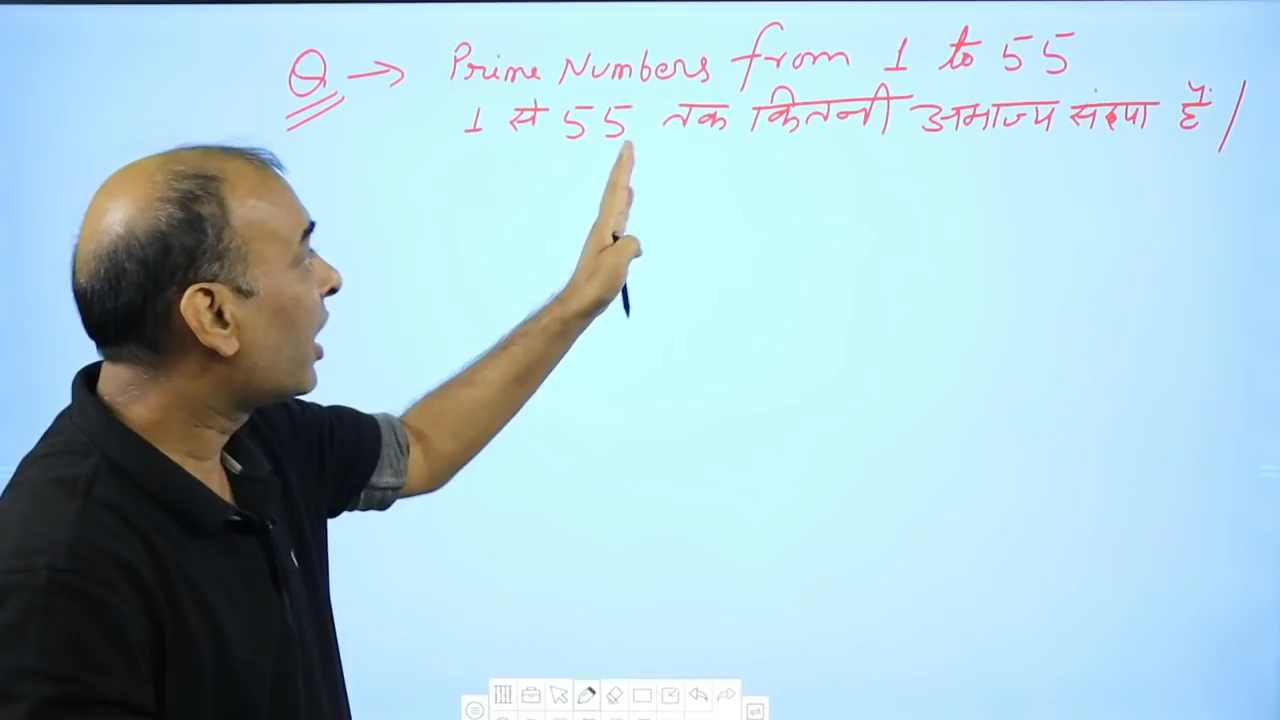 Q → Prime Numbers from 1 to 55
1 से 55 तक कितनी अभाज्य संख्या हैं।